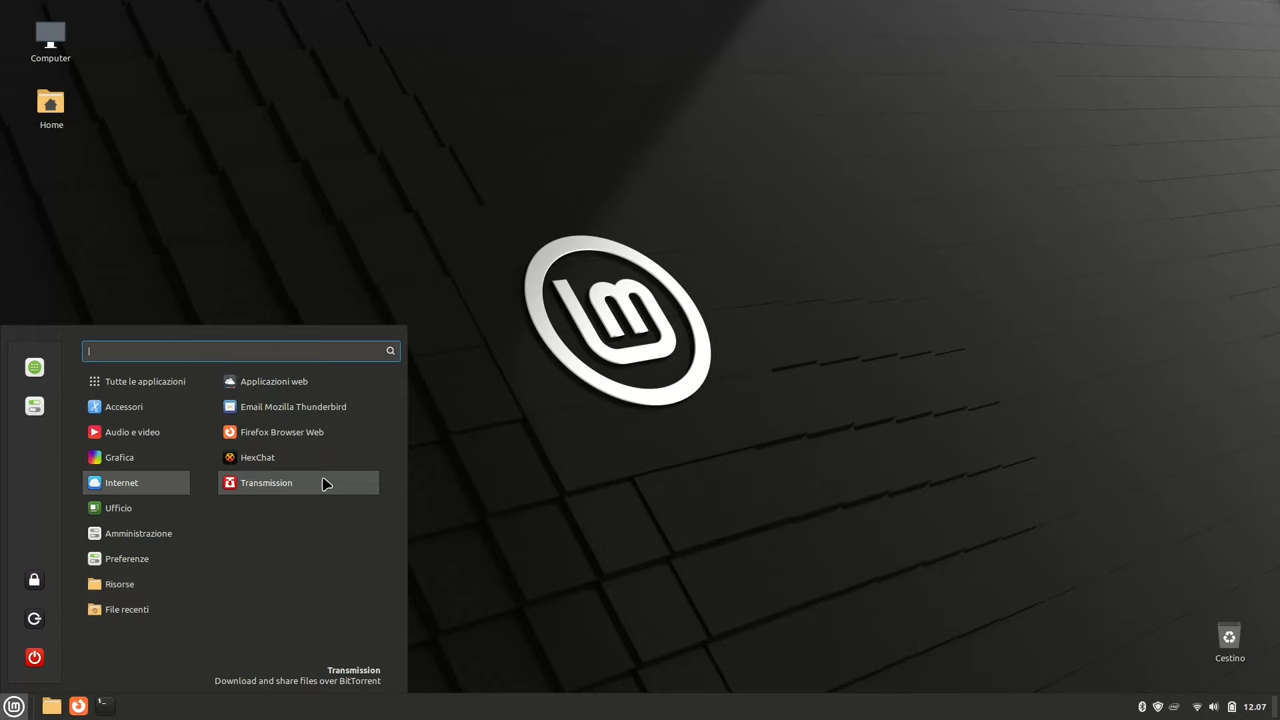 Computer
Home
Tutte le applicazioni
Accessori
Audio e video
Grafica
Internet
Ufficio
Amministrazione
Preferenze
Risorse
File recenti
Applicazioni web
Email Mozilla Thunderbird
Firefox Browser Web
HexChat
Transmission
Transmission
Download and share files over BitTorrent
Cestino
12.07